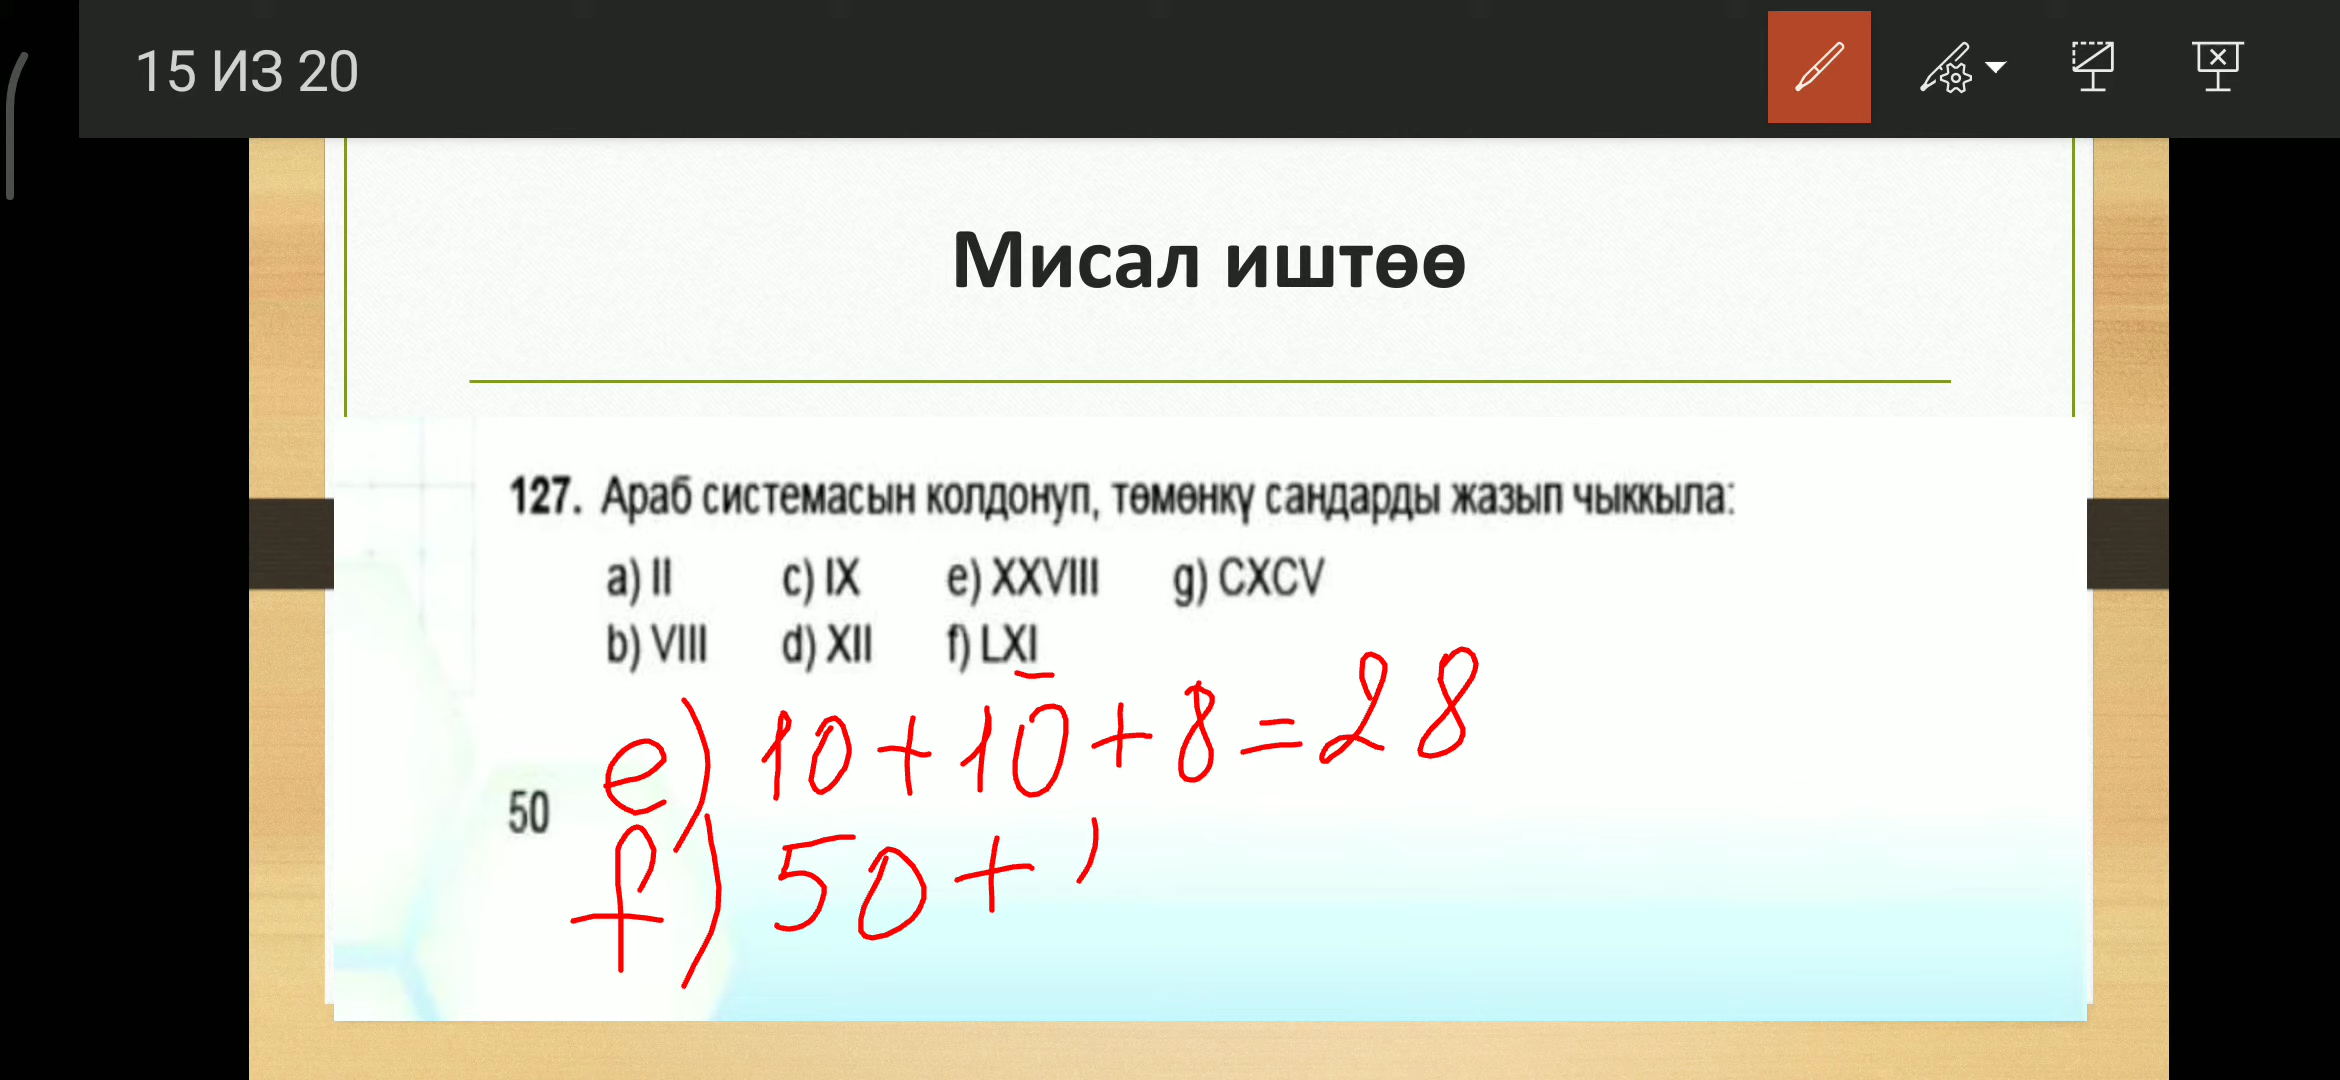 15 ИЗ 20
Мисал иштөө
127. Араб системасын колдонуп, төмөнкү сандарды жазып чыккыла:
a) II c) IX e) XXVIII g) CXCV
b) VIII d) XII f) LXI
e) 10+10+8=28
50
f) 50+